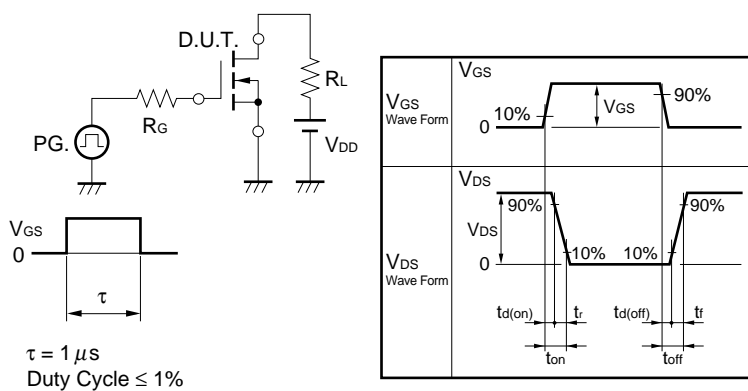 D.U.T.
RL
RG
PG.
VDD
VGS
0
τ
τ = 1 μs
Duty Cycle ≤ 1%
VGS
Wave Form
VGS
10%
VGS
90%
0
VDS
Wave Form
VDS
90%
VDS
10%
10%
90%
0
td(on)
tr
td(off)
tf
ton
toff